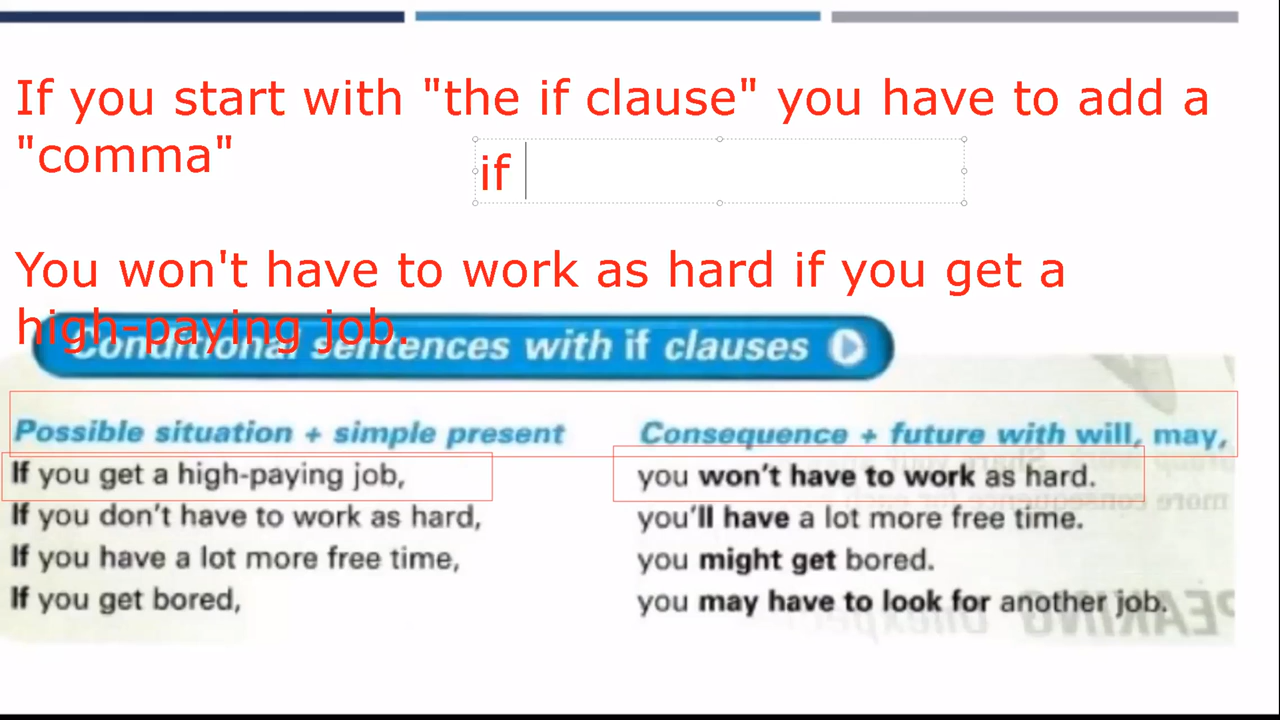 If you start with "the if clause" you have to add a
"comma"
if
You won't have to work as hard if you get a
high-paying job.
Conditional sentences with if clauses
Possible situation + simple present Consequence + future with will, may,
If you get a high-paying job, you won't have to work as hard.
If you don't have to work as hard, you'll have a lot more free time.
If you have a lot more free time, you might get bored.
If you get bored, you may have to look for another job.